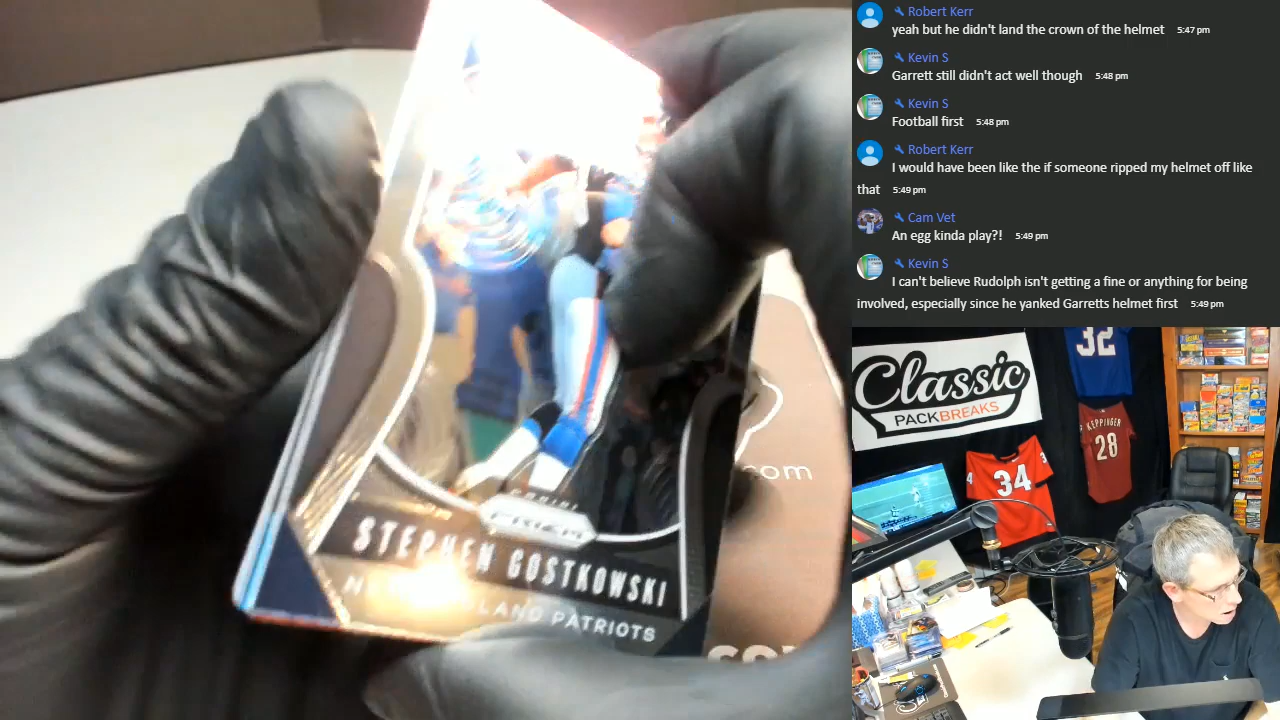 Robert Kerr
yeah but he didn't land the crown of the helmet 5:47 pm
Kevin S
Garrett still didn't act well though 5:48 pm
Kevin S
Football first 5:48 pm
Robert Kerr
I would have been like the if someone ripped my helmet off like
that 5:49 pm
Cam Vet
An egg kinda play?! 5:49 pm
Kevin S
I can't believe Rudolph isn't getting a fine or anything for being
involved, especially since he yanked Garretts helmet first 5:49 pm
Classic
PACKBREAKS
32
KEPPINGER
28
34
com
PRIZM
STEPHEN GOSTKOWSKI
PATRIOTS